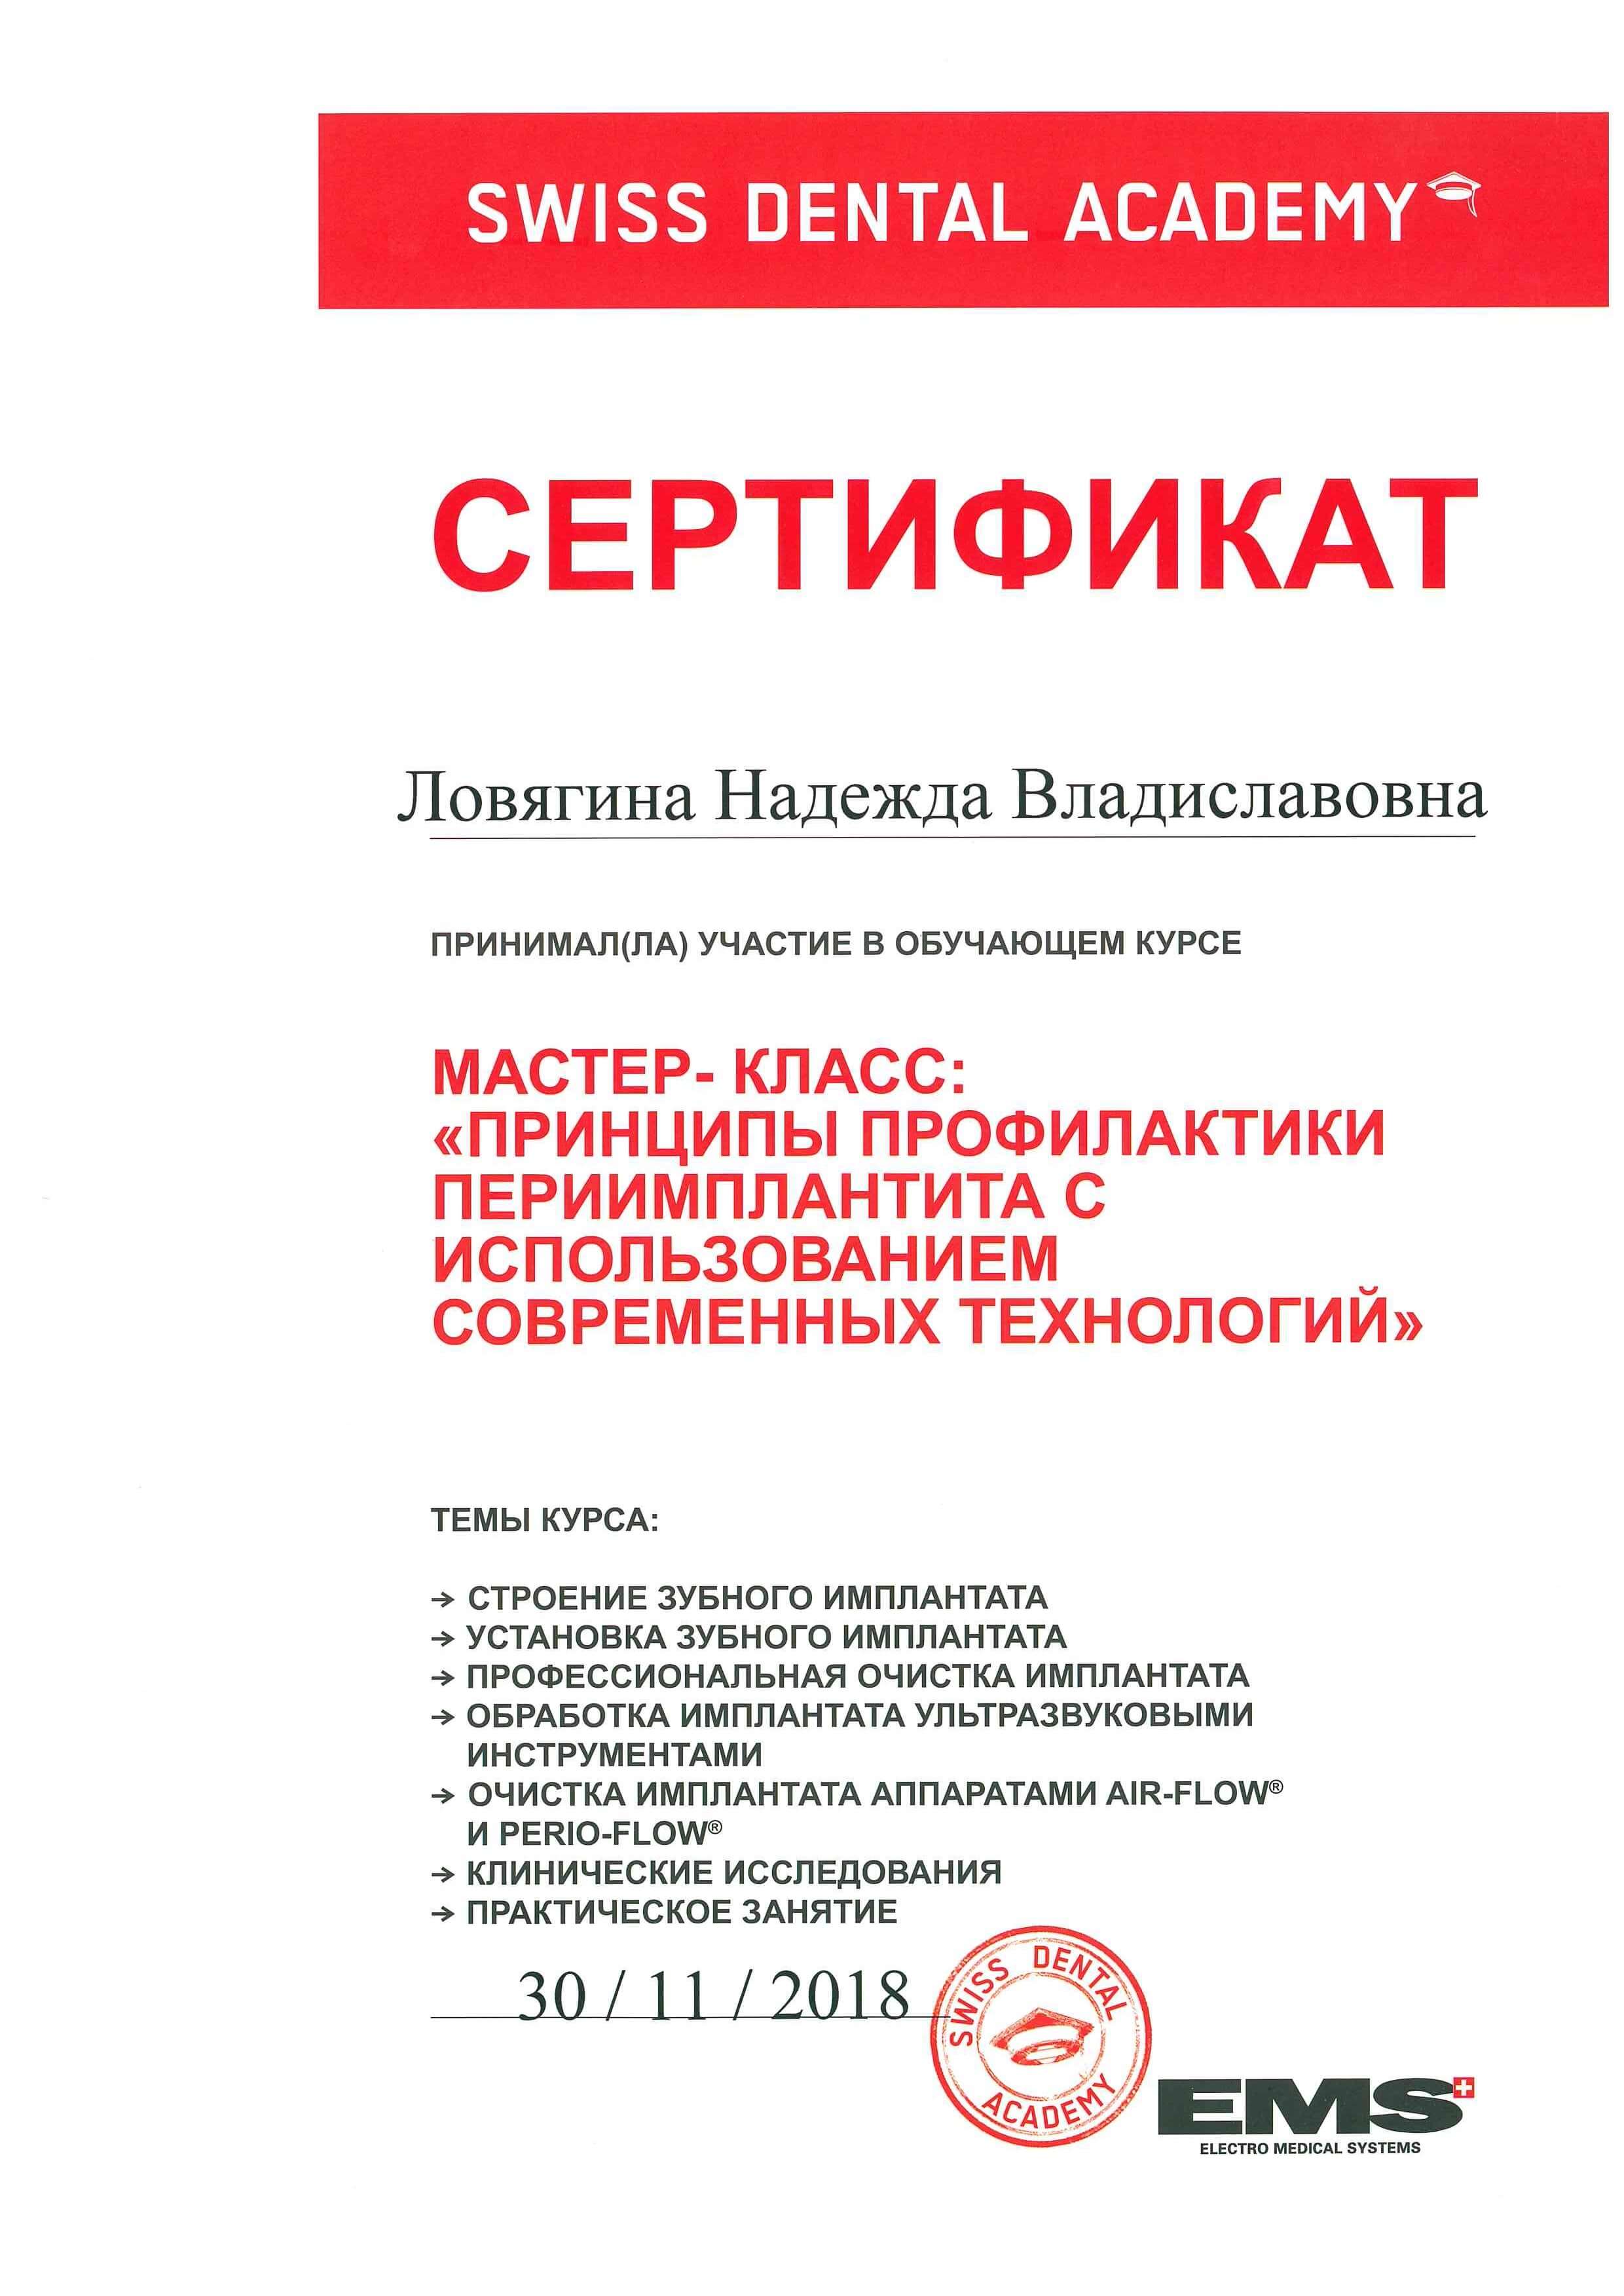 SWISS DENTAL ACADEMY
СЕРТИФИКАТ
Ловягина Надежда Владиславовна
ПРИНИМАЛ(ЛА) УЧАСТИЕ В ОБУЧАЮЩЕМ КУРСЕ
МАСТЕР- КЛАСС:
«ПРИНЦИПЫ ПРОФИЛАКТИКИ
ПЕРИИМПЛАНТИТА С
ИСПОЛЬЗОВАНИЕМ
СОВРЕМЕННЫХ ТЕХНОЛОГИЙ»
ТЕМЫ КУРСА:
→ СТРОЕНИЕ ЗУБНОГО ИМПЛАНТАТА
→ УСТАНОВКА ЗУБНОГО ИМПЛАНТАТА
→ ПРОФЕССИОНАЛЬНАЯ ОЧИСТКА ИМПЛАНТАТА
→ ОБРАБОТКА ИМПЛАНТАТА УЛЬТРАЗВУКОВЫМИ
ИНСТРУМЕНТАМИ
→ ОЧИСТКА ИМПЛАНТАТА АППАРАТАМИ AIR-FLOW®
И PERIO-FLOW®
→ КЛИНИЧЕСКИЕ ИССЛЕДОВАНИЯ
→ ПРАКТИЧЕСКОЕ ЗАНЯТИЕ
30 / 11 / 2018
SWISS DENTAL
ACADEMY
EMS
ELECTRO MEDICAL SYSTEMS